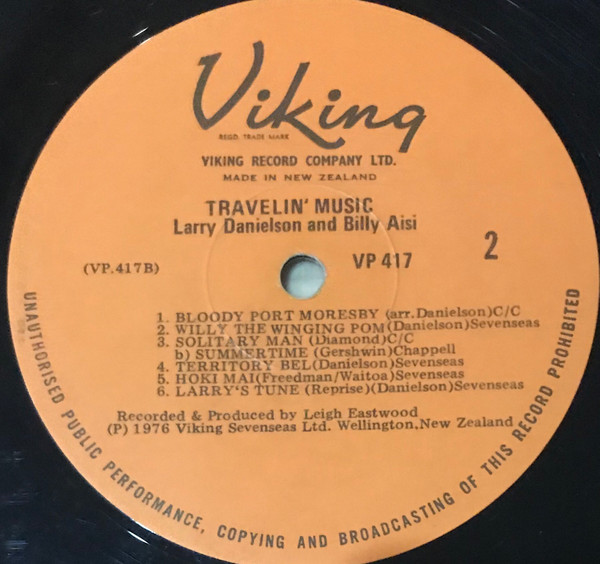 Viking
REGD. TRADE MARK
VIKING RECORD COMPANY LTD.
MADE IN NEW ZEALAND
TRAVELIN' MUSIC
Larry Danielson and Billy Aisi
(VP.417B)
VP 417
2
1. BLOODY PORT MORESBY (arr.Danielson)C/C
2. WILLY THE WINGING POM(Danielson)Sevenseas
3. SOLITARY MAN (Diamond)C/C
b) SUMMERTIME (Gershwin)Chappell
4. TERRITORY BEL(Danielson)Sevenseas
5. HOKI MAI(Freedman/Waitoa)Sevenseas
6. LARRY'S TUNE (Reprise)(Danielson)Sevenseas
Recorded & Produced by Leigh Eastwood
(P) 1976 Viking Sevenseas Ltd. Wellington,New Zealand
UNAUTHORISED PUBLIC PERFORMANCE, COPYING AND BROADCASTING OF THIS RECORD PROHIBITED